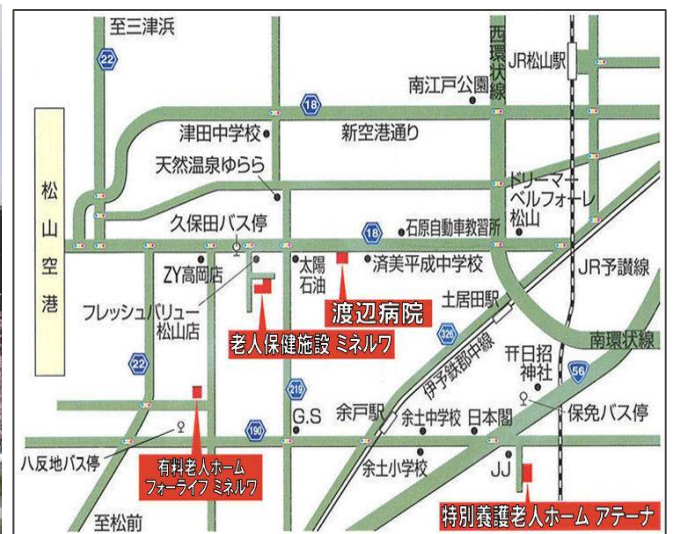 至三津浜
22
西環状線
JR松山駅
南江戸公園
18
津田中学校
新空港通り
天然温泉ゆらら
ドリーマー
ベルフォーレ
松山
松山空港
久保田バス停
18
石原自動車教習所
ZY高岡店
太陽
石油
済美平成中学校
JR予讃線
フレッシュバリュー
松山店
渡辺病院
土居田駅
老人保健施設 ミネルワ
伊予鉄郡中線
南環状線
22
日招
神社
56
219
余戸駅
G.S
余土中学校
日本閣
保免バス停
190
八反地バス停
有料老人ホーム
フォーライフ ミネルワ
余土小学校
JJ
至松前
特別養護老人ホーム アテーナ